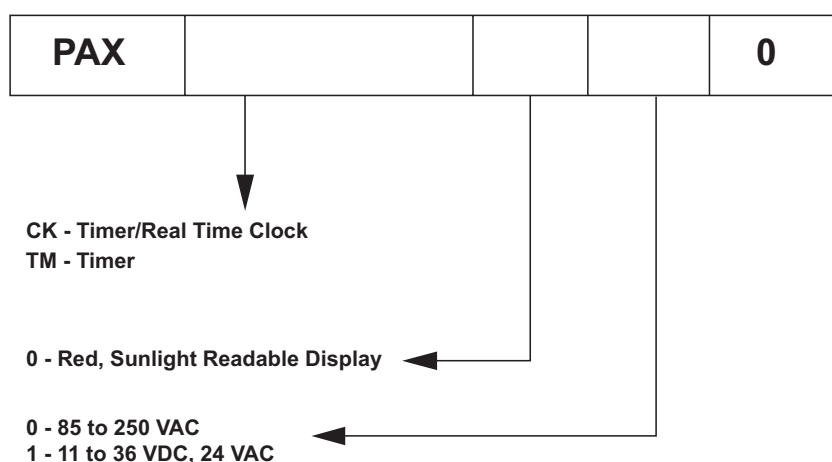 PAX 0
CK - Timer/Real Time Clock
TM - Timer
0 - Red, Sunlight Readable Display
0 - 85 to 250 VAC
1 - 11 to 36 VDC, 24 VAC